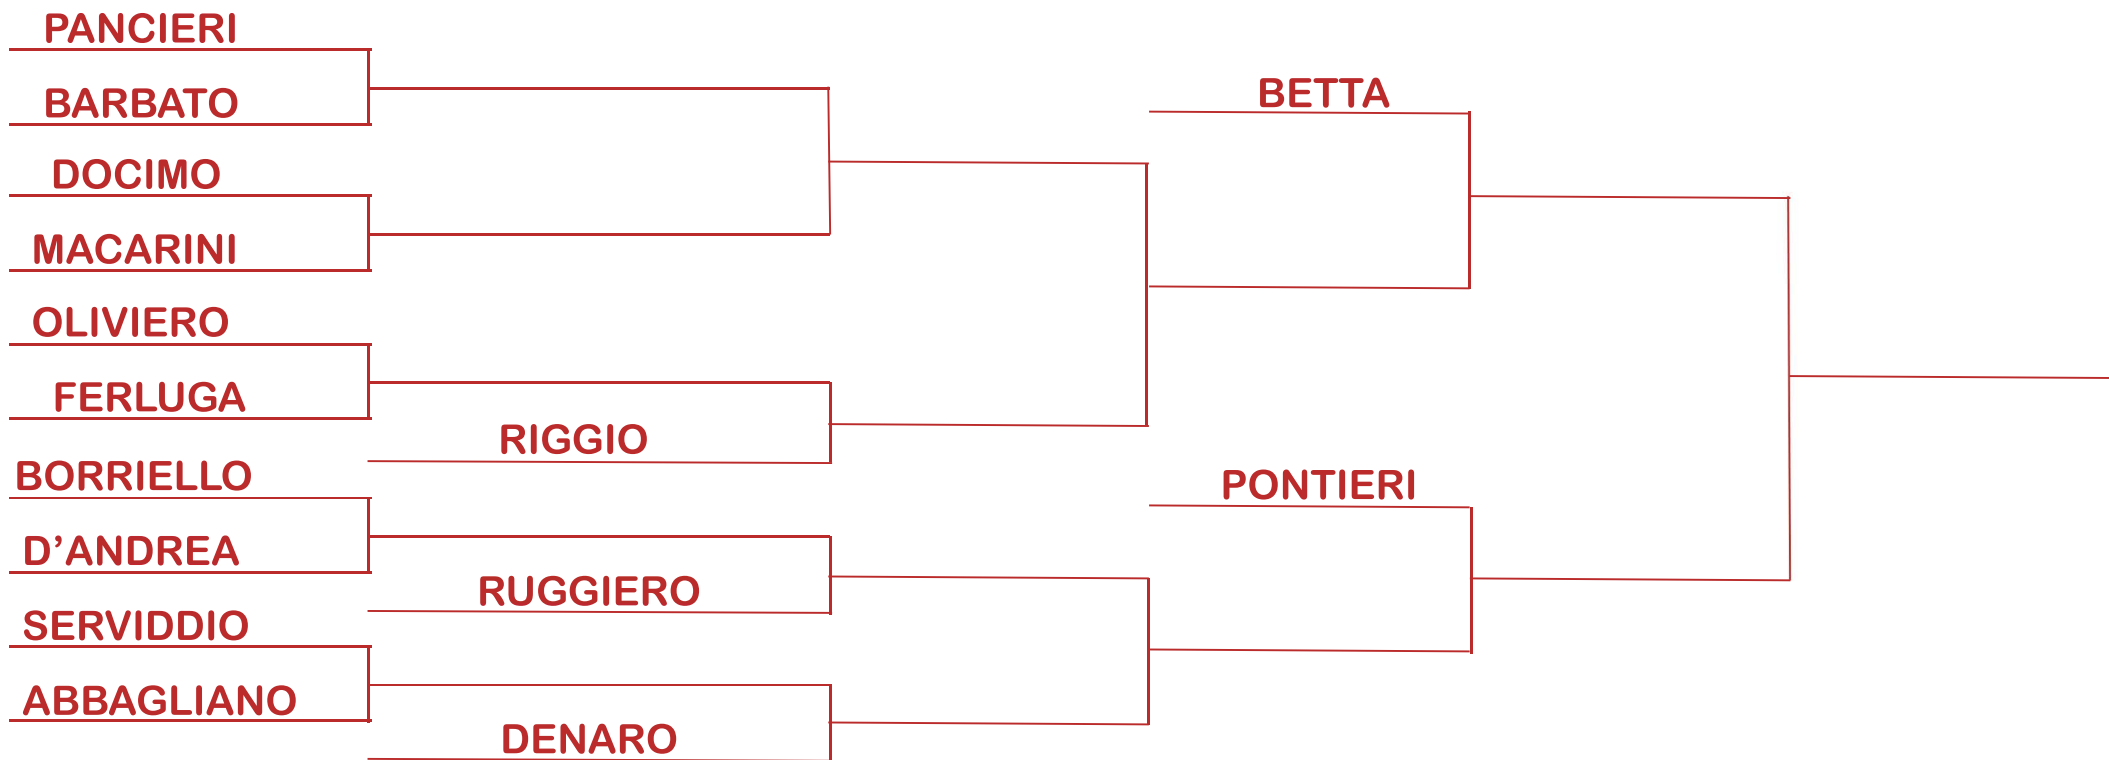 PANCIERI
BARBATO
DOCIMO
MACARINI
OLIVIERO
FERLUGA
BORRIELLO
D’ANDREA
SERVIDDIO
ABBAGLIANO
RIGGIO
RUGGIERO
DENARO
BETTA
PONTIERI